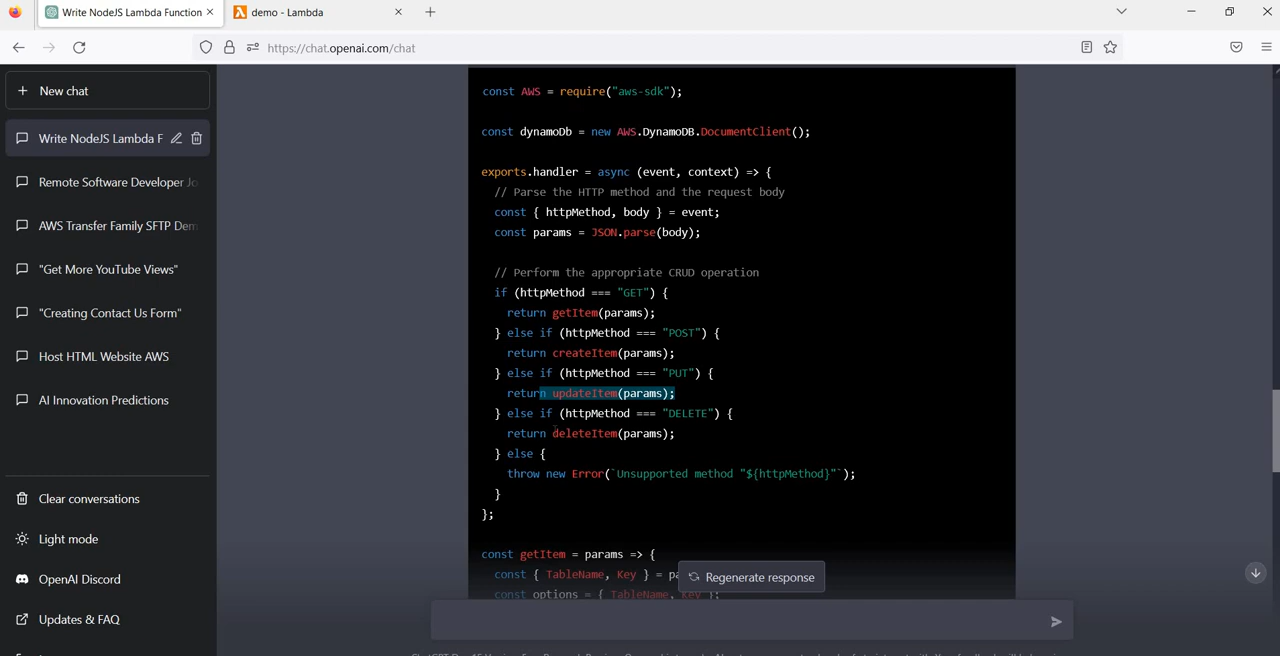 Write NodeJS Lambda Function
demo - Lambda
https://chat.openai.com/chat
New chat
Write NodeJS Lambda F
Remote Software Developer Jo
AWS Transfer Family SFTP Dem
"Get More YouTube Views"
"Creating Contact Us Form"
Host HTML Website AWS
AI Innovation Predictions
Clear conversations
Light mode
OpenAI Discord
Updates & FAQ
const AWS = require("aws-sdk");
const dynamoDb = new AWS.DynamoDB.DocumentClient();
exports.handler = async (event, context) => {
// Parse the HTTP method and the request body
const { httpMethod, body } = event;
const params = JSON.parse(body);
// Perform the appropriate CRUD operation
if (httpMethod === "GET") {
return getItem(params);
} else if (httpMethod === "POST") {
return createItem(params);
} else if (httpMethod === "PUT") {
return updateItem(params);
} else if (httpMethod === "DELETE") {
return deleteItem(params);
} else {
throw new Error(`Unsupported method "${httpMethod}"`);
}
};
const getItem = params => {
const { TableName, Key } = pa
const options = { TableName, Key };
Regenerate response